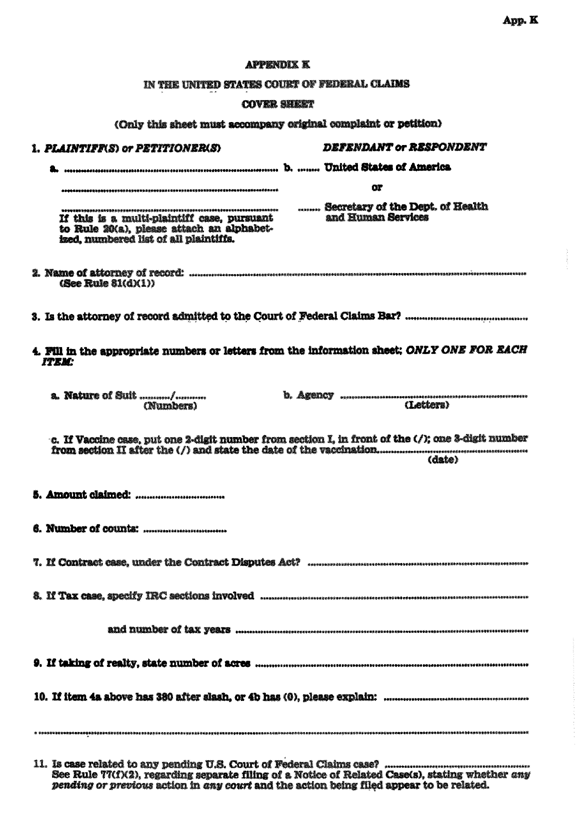 App. K
APPENDIX K
IN THE UNITED STATES COURT OF FEDERAL CLAIMS
COVER SHEET
(Only this sheet must accompany original complaint or petition)
1. PLAINTIFF(S) or PETITIONER(S) DEFENDANT or RESPONDENT
a. ........................ b. ....... United States of America
........................ or
........................ ....... Secretary of the Dept. of Health
If this is a multi-plaintiff case, pursuant and Human Services
to Rule 20(a), please attach an alphabet-
ized, numbered list of all plaintiffs.
2. Name of attorney of record: ........................
(See Rule 81(d)(1))
3. Is the attorney of record admitted to the Court of Federal Claims Bar? ........................
4. Fill in the appropriate numbers or letters from the information sheet; ONLY ONE FOR EACH
ITEM:
a. Nature of Suit ........../.......... b. Agency ........................
(Numbers) (Letters)
c. If Vaccine case, put one 2-digit number from section I, in front of the (/); one 3-digit number
from section II after the (/) and state the date of the vaccination........................
(date)
5. Amount claimed: ........................
6. Number of counts: ........................
7. If Contract case, under the Contract Disputes Act? ........................
8. If Tax case, specify IRC sections involved ........................
and number of tax years ........................
9. If taking of realty, state number of acres ........................
10. If item 4a above has 380 after slash, or 4b has (0), please explain: ........................
........................
11. Is case related to any pending U.S. Court of Federal Claims case? ........................
See Rule 77(f)(2), regarding separate filing of a Notice of Related Case(s), stating whether any
pending or previous action in any court and the action being filed appear to be related.